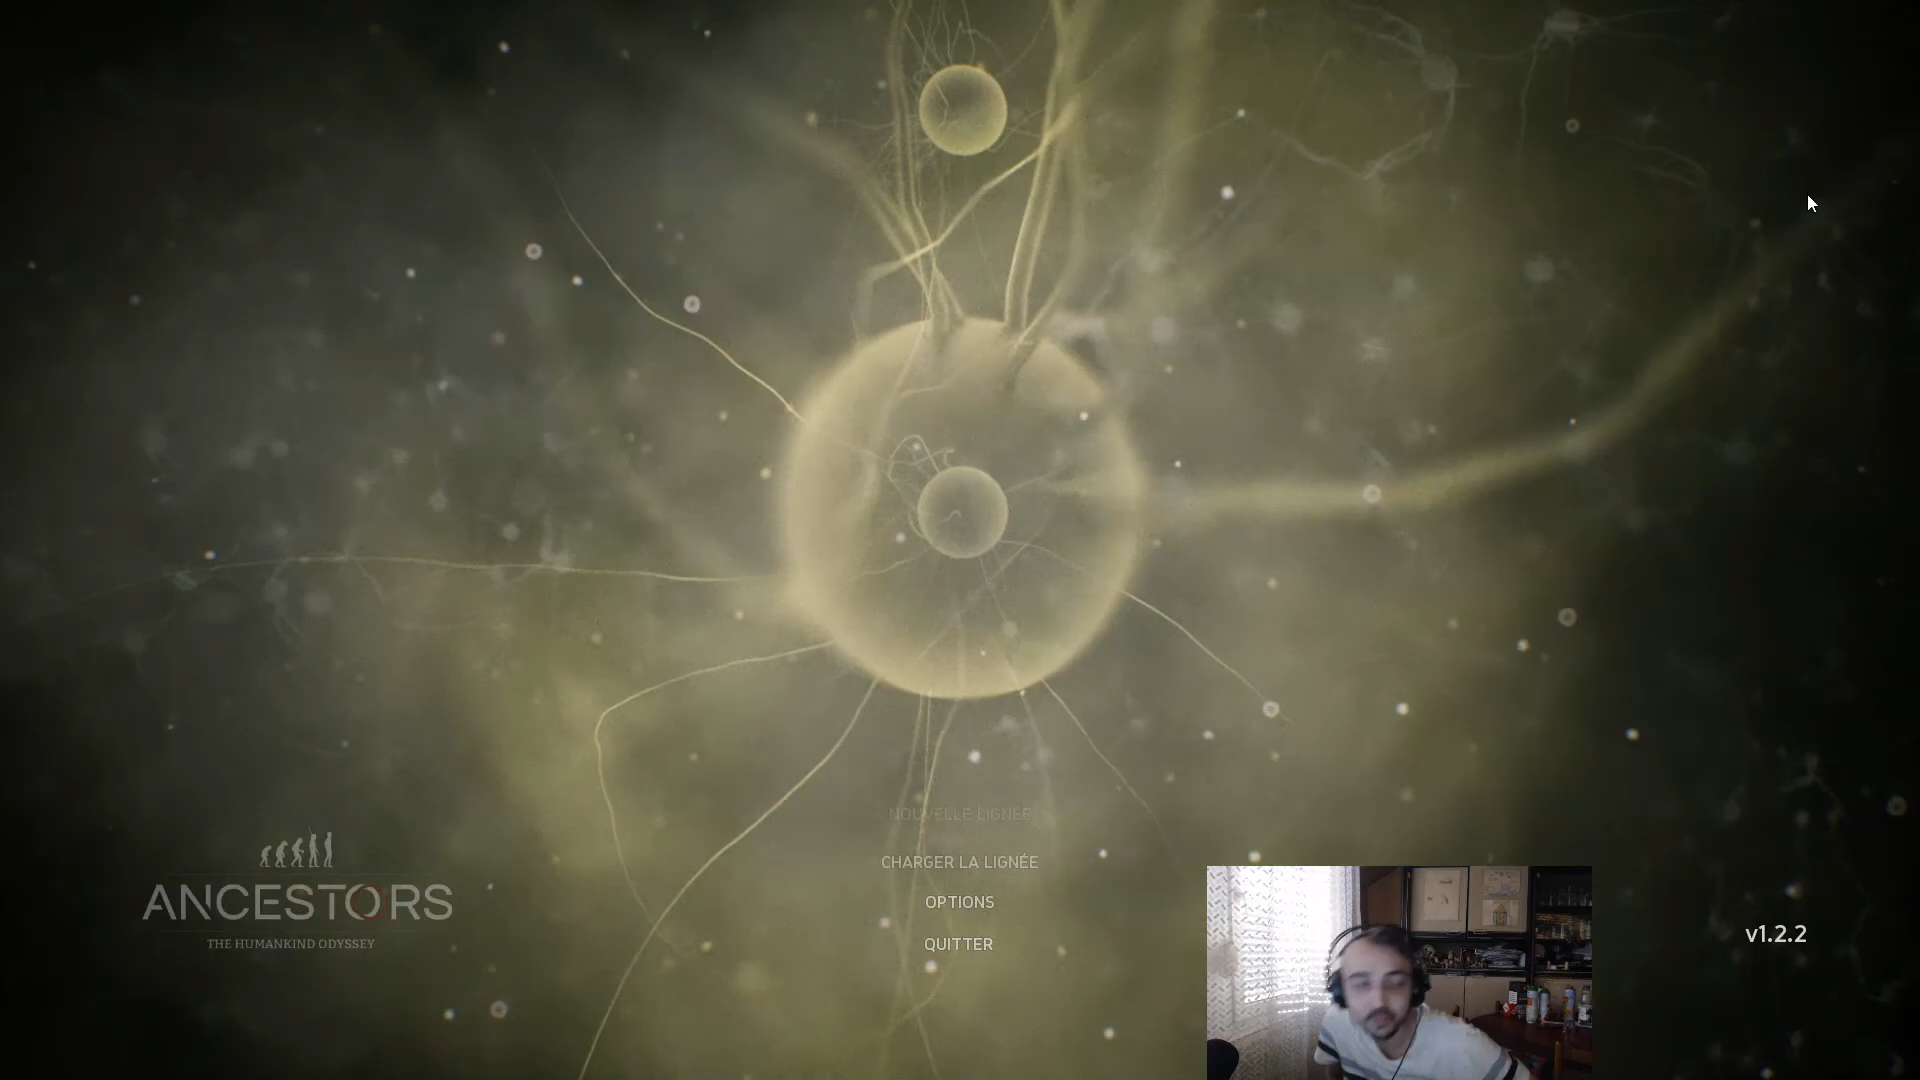 NOUVELLE LIGNÉE
CHARGER LA LIGNÉE
OPTIONS
QUITTER
ANCESTORS
THE HUMANKIND ODYSSEY
v1.2.2